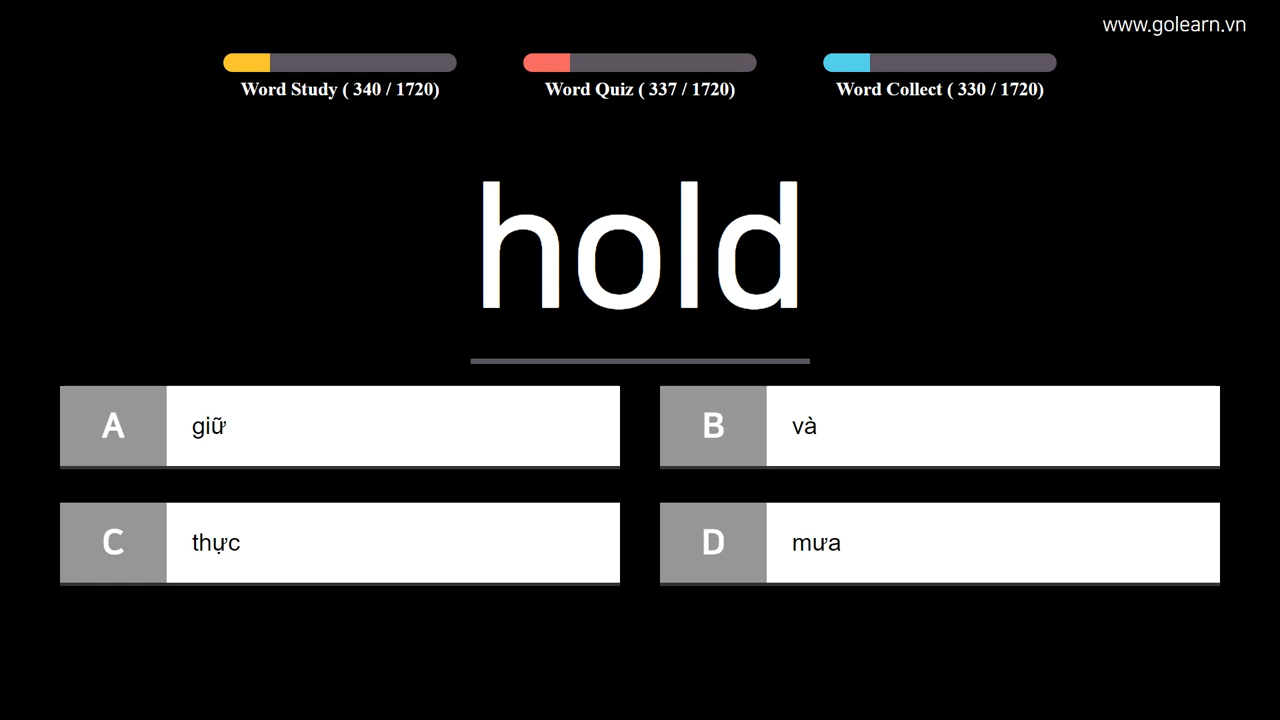 www.golearn.vn
Word Study ( 340 / 1720)
Word Quiz ( 337 / 1720)
Word Collect ( 330 / 1720)
hold
A giữ
B và
C thực
D mưa